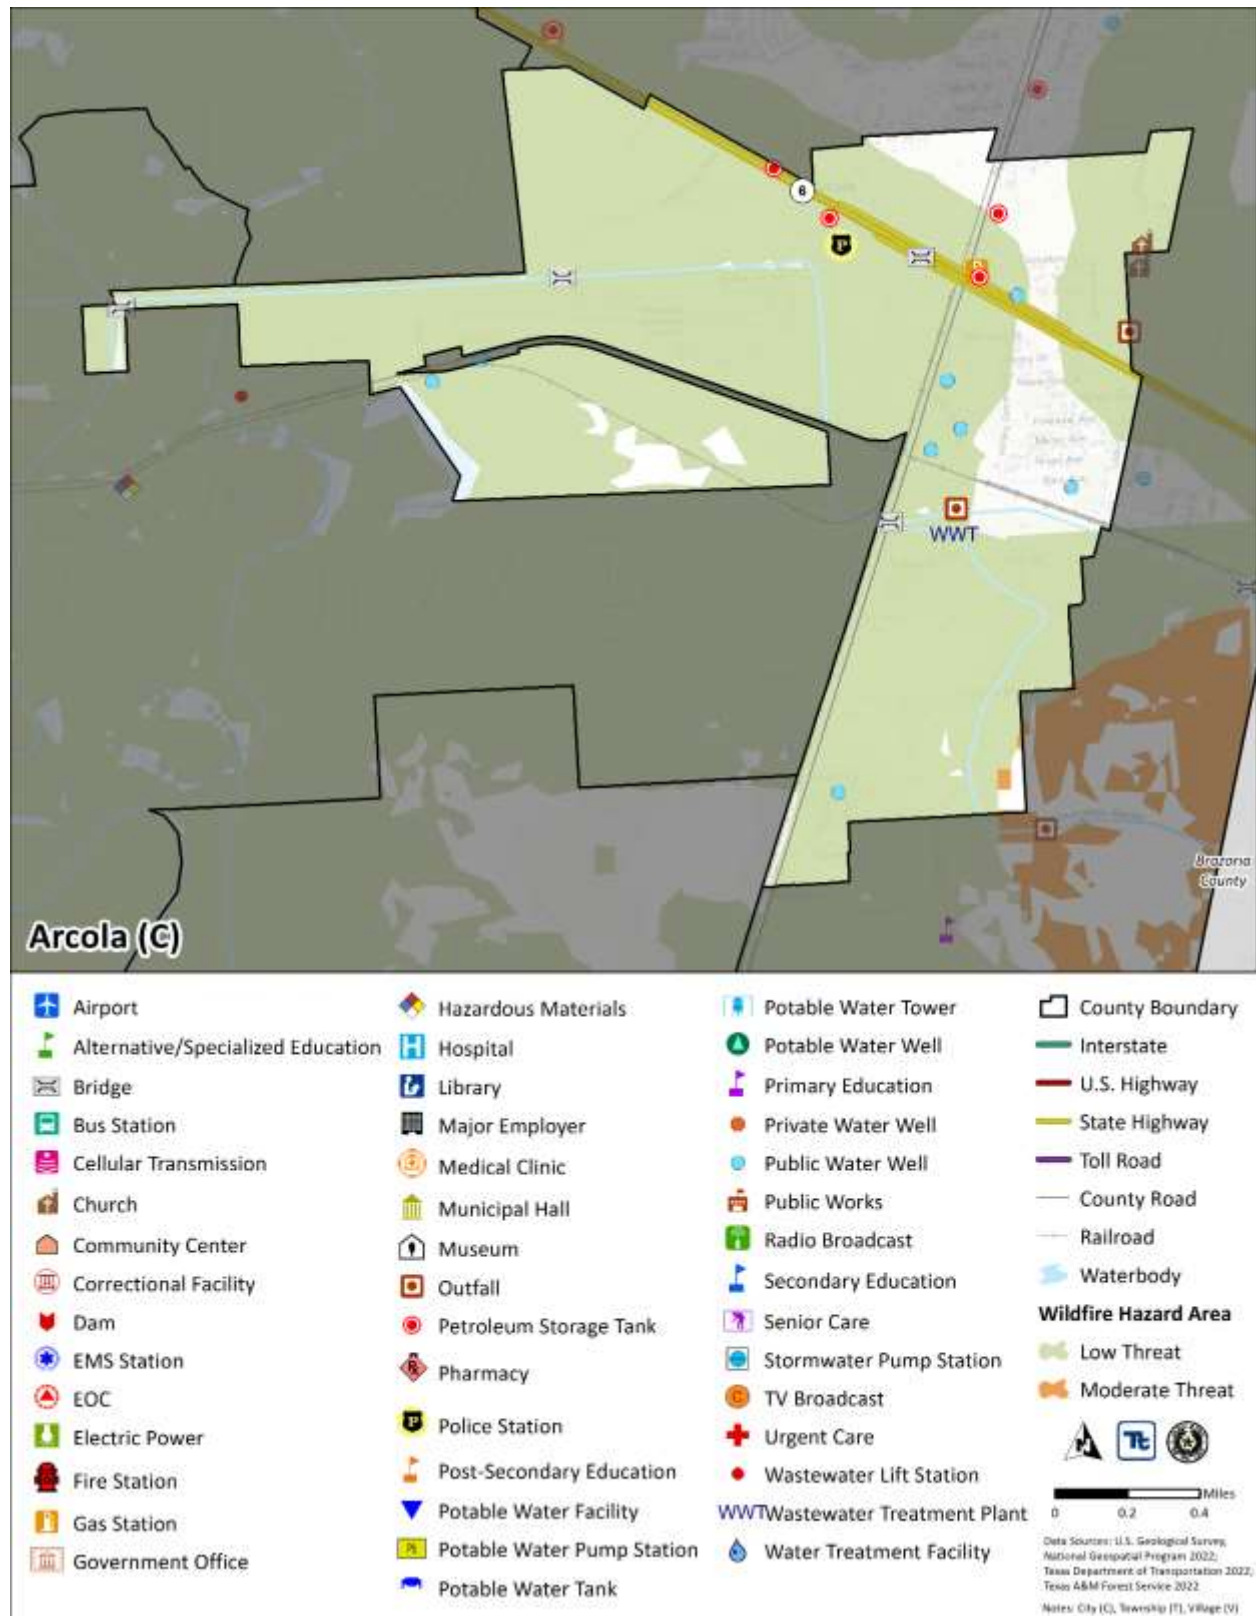 6
P
WWT
Brazoria
County
Arcola (C)
Airport
Alternative/Specialized Education
Bridge
Bus Station
Cellular Transmission
Church
Community Center
Correctional Facility
Dam
EMS Station
EOC
Electric Power
Fire Station
Gas Station
Government Office
Hazardous Materials
Hospital
Library
Major Employer
Medical Clinic
Municipal Hall
Museum
Outfall
Petroleum Storage Tank
Pharmacy
Police Station
Post-Secondary Education
Potable Water Facility
Potable Water Pump Station
Potable Water Tank
Potable Water Tower
Potable Water Well
Primary Education
Private Water Well
Public Water Well
Public Works
Radio Broadcast
Secondary Education
Senior Care
Stormwater Pump Station
TV Broadcast
Urgent Care
Wastewater Lift Station
WWT Wastewater Treatment Plant
Water Treatment Facility
County Boundary
Interstate
U.S. Highway
State Highway
Toll Road
County Road
Railroad
Waterbody
Wildfire Hazard Area
Low Threat
Moderate Threat
Miles
0 0.2 0.4
Data Sources: U.S. Geological Survey,
National Geospatial Program 2022;
Texas Department of Transportation 2022;
Texas A&M Forest Service 2022
Notes: City (C), Township (T), Village (V)